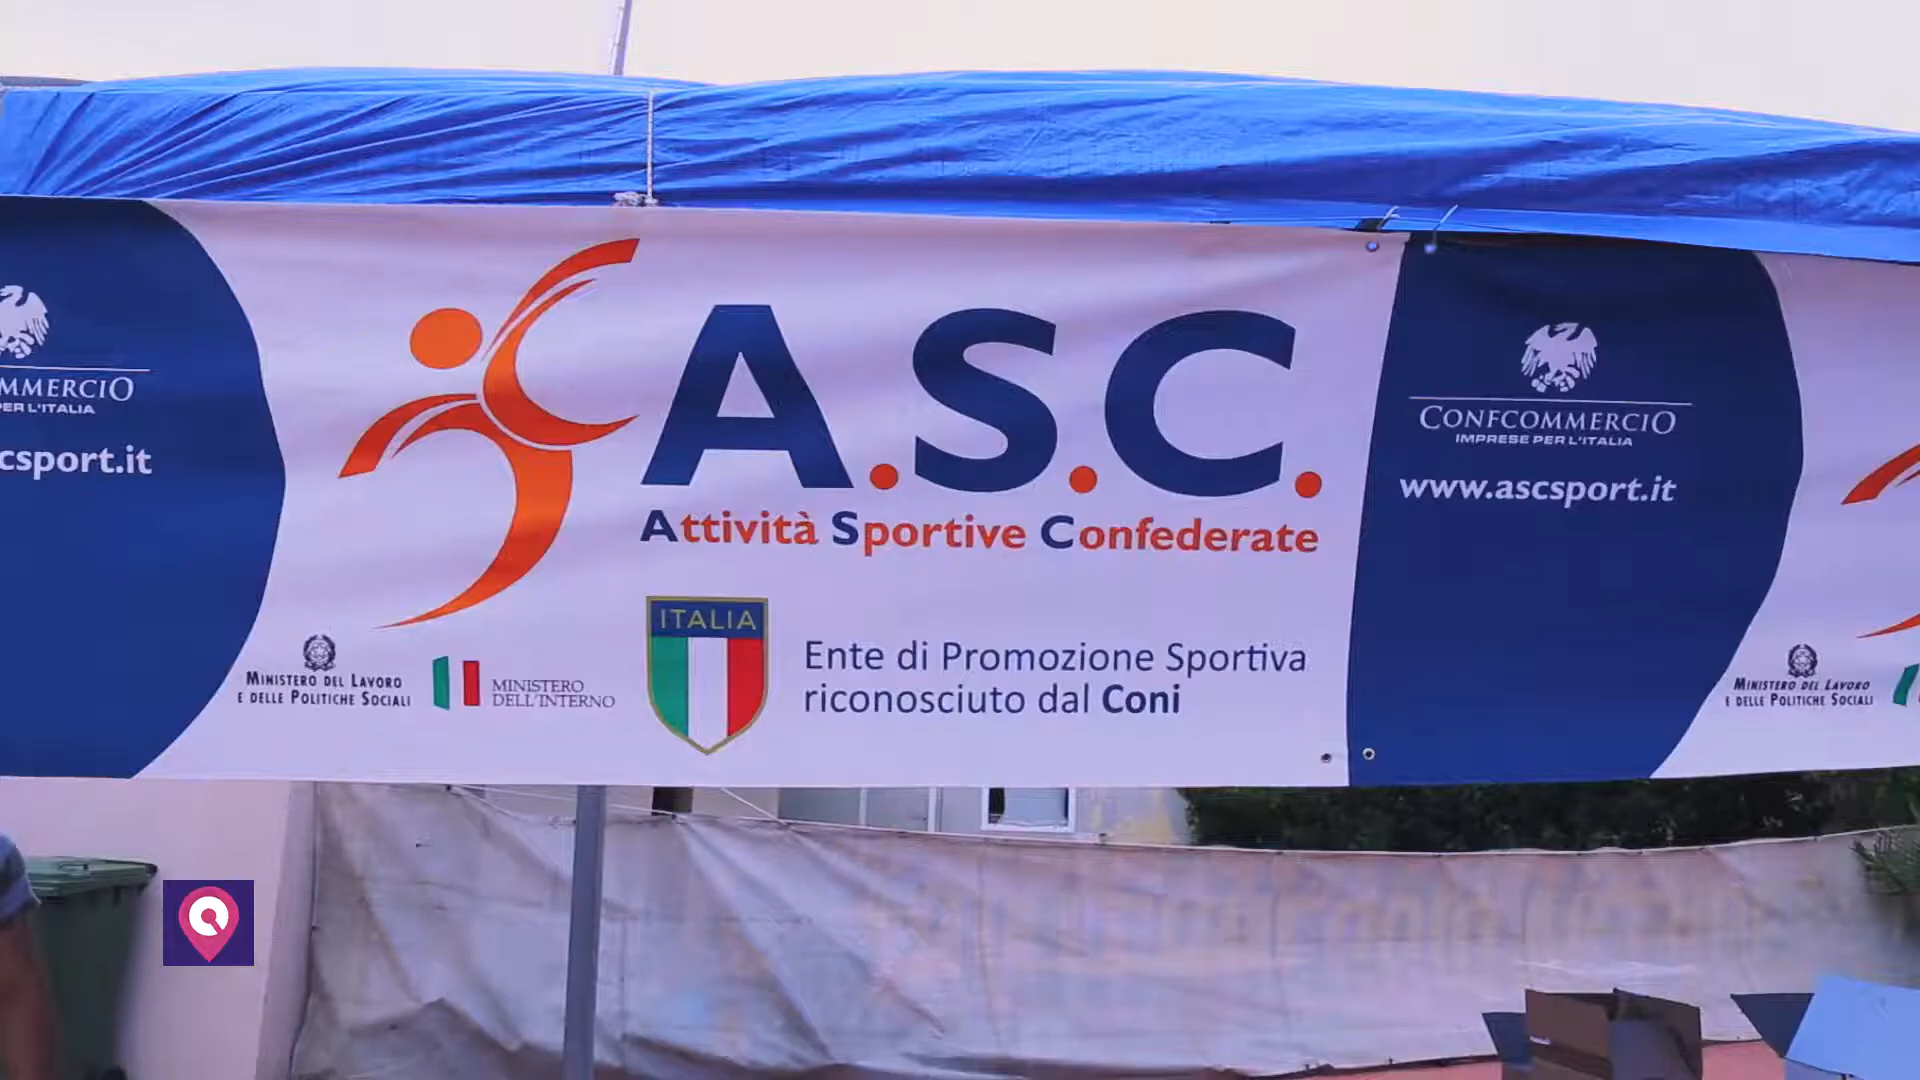 MMERCIO
ER L'ITALIA
csport.it
A.S.C.
Attività Sportive Confederate
ITALIA
Ente di Promozione Sportiva
riconosciuto dal Coni
MINISTERO DEL LAVORO
E DELLE POLITICHE SOCIALI
MINISTERO
DELL'INTERNO
CONFCOMMERCIO
IMPRESE PER L'ITALIA
www.ascsport.it
MINISTERO DEL LAVORO
E DELLE POLITICHE SOCIALI